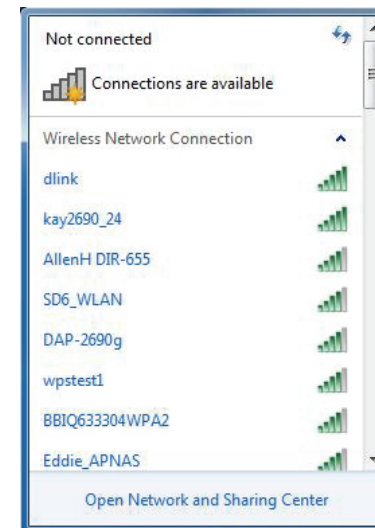 Not connected
Connections are available
Wireless Network Connection
dlink
kay2690_24
AllenH DIR-655
SD6_WLAN
DAP-2690g
wpstest1
BBIQ633304WPA2
Eddie_APNAS
Open Network and Sharing Center